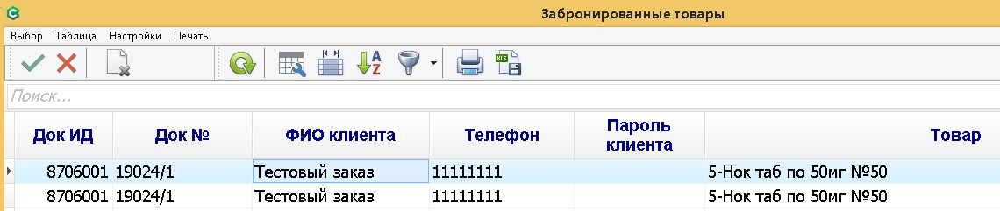 Забронированные товары
Выбор Таблица Настройки Печать
A
Z
XLS
Поиск...
Док ИД Док № ФИО клиента Телефон Пароль клиента Товар
8706001 19024/1 Тестовый заказ 11111111 5-Нок таб по 50мг №50
8706001 19024/1 Тестовый заказ 11111111 5-Нок таб по 50мг №50